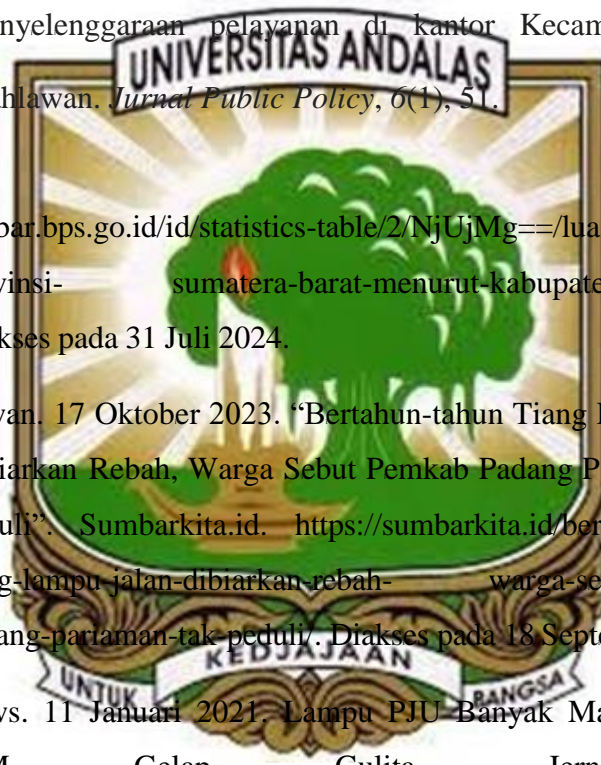 nyelenggaraan pelayanan di kantor Kecam
UNIVERSITAS ANDALAS
ahlawan. Jurnal Public Policy, 6(1), 51.
bar.bps.go.id/id/statistics-table/2/NjUjMg==/lua
vinsi- sumatera-barat-menurut-kabupate
kses pada 31 Juli 2024.
wan. 17 Oktober 2023. “Bertahun-tahun Tiang
iarkan Rebah, Warga Sebut Pemkab Padang P
uli”. Sumbarkita.id. https://sumbarkita.id/ber
g-lampu-jalan-dibiarkan-rebah- warga-se
ang-pariaman-tak-peduli/. Diakses pada 18 Septe
KEDJAJAAN
UNTUK BANGSA
ws. 11 Januari 2021. Lampu PJU Banyak Ma
Gelap Gulita Jern